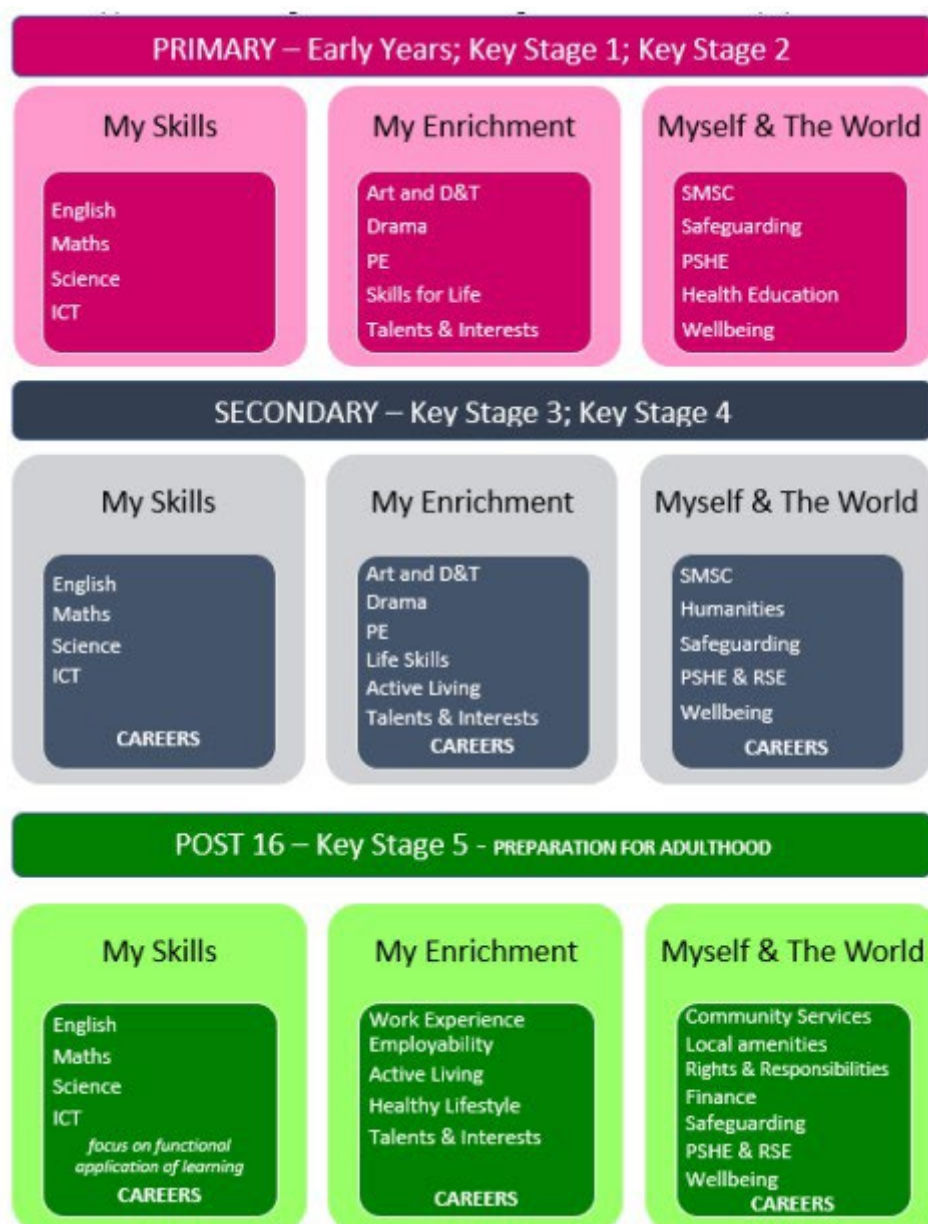 PRIMARY – Early Years; Key Stage 1; Key Stage 2
My Skills
English
Maths
Science
ICT
My Enrichment
Art and D&T
Drama
PE
Skills for Life
Talents & Interests
Myself & The World
SMSC
Safeguarding
PSHE
Health Education
Wellbeing
SECONDARY – Key Stage 3; Key Stage 4
My Skills
English
Maths
Science
ICT
CAREERS
My Enrichment
Art and D&T
Drama
PE
Life Skills
Active Living
Talents & Interests
CAREERS
Myself & The World
SMSC
Humanities
Safeguarding
PSHE & RSE
Wellbeing
CAREERS
POST 16 – Key Stage 5 - PREPARATION FOR ADULTHOOD
My Skills
English
Maths
Science
ICT
focus on functional
application of learning
CAREERS
My Enrichment
Work Experience
Employability
Active Living
Healthy Lifestyle
Talents & Interests
CAREERS
Myself & The World
Community Services
Local amenities
Rights & Responsibilities
Finance
Safeguarding
PSHE & RSE
Wellbeing
CAREERS